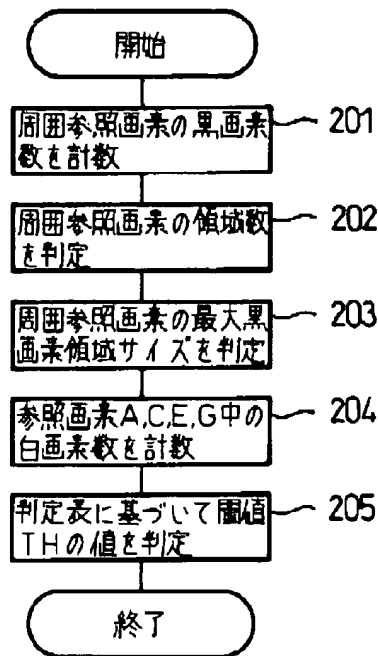 開始
周囲参照画素の黒画素
数を計数
201
周囲参照画素の領域数
を判定
202
周囲参照画素の最大黒
画素領域サイズを判定
203
参照画素A,C,E,G中の
白画素数を計数
204
判定表に基づいて閾値
THの値を判定
205
終了